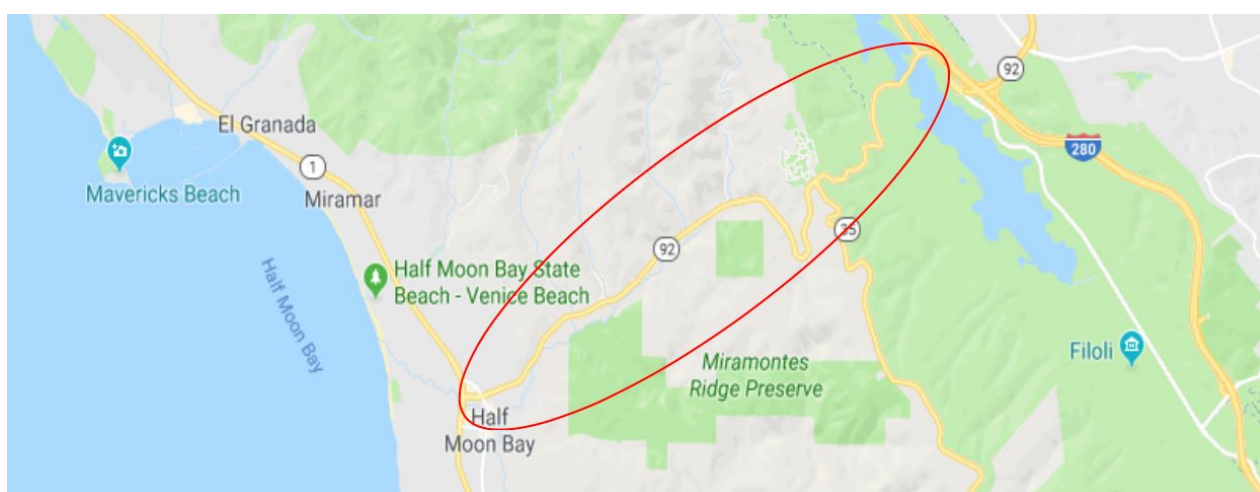 92
El Granada
280
1
Mavericks Beach
Miramar
35
92
Half Moon Bay
Half Moon Bay State
Beach - Venice Beach
Filoli
Miramontes
Ridge Preserve
Half
Moon Bay